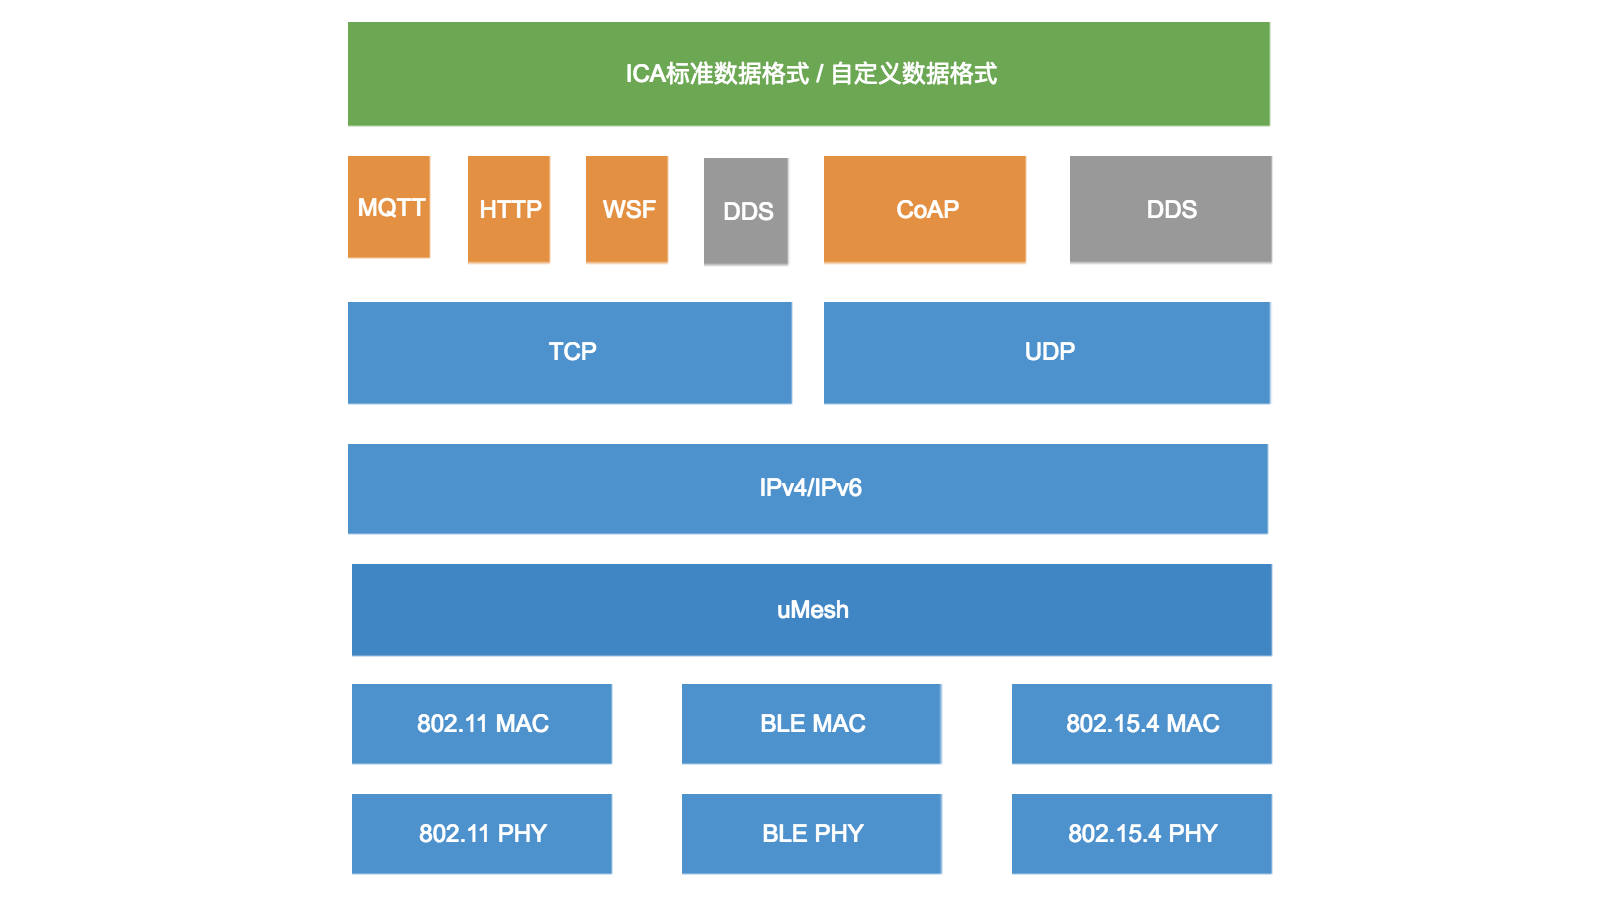 ICA标准数据格式 / 自定义数据格式
MQTT
HTTP
WSF
DDS
CoAP
DDS
TCP
UDP
IPv4/IPv6
uMesh
802.11 MAC
BLE MAC
802.15.4 MAC
802.11 PHY
BLE PHY
802.15.4 PHY